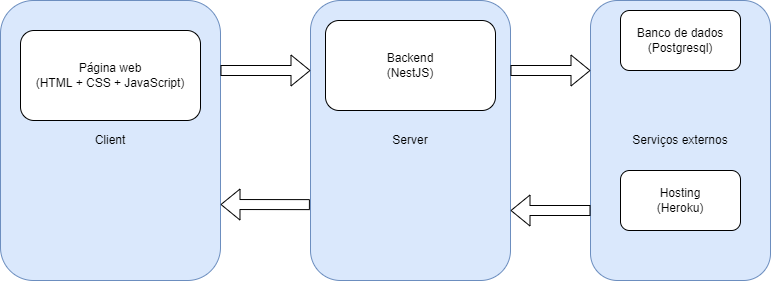 Página web
(HTML + CSS + JavaScript)
Client
Backend
(NestJS)
Server
Banco de dados
(Postgresql)
Serviços externos
Hosting
(Heroku)